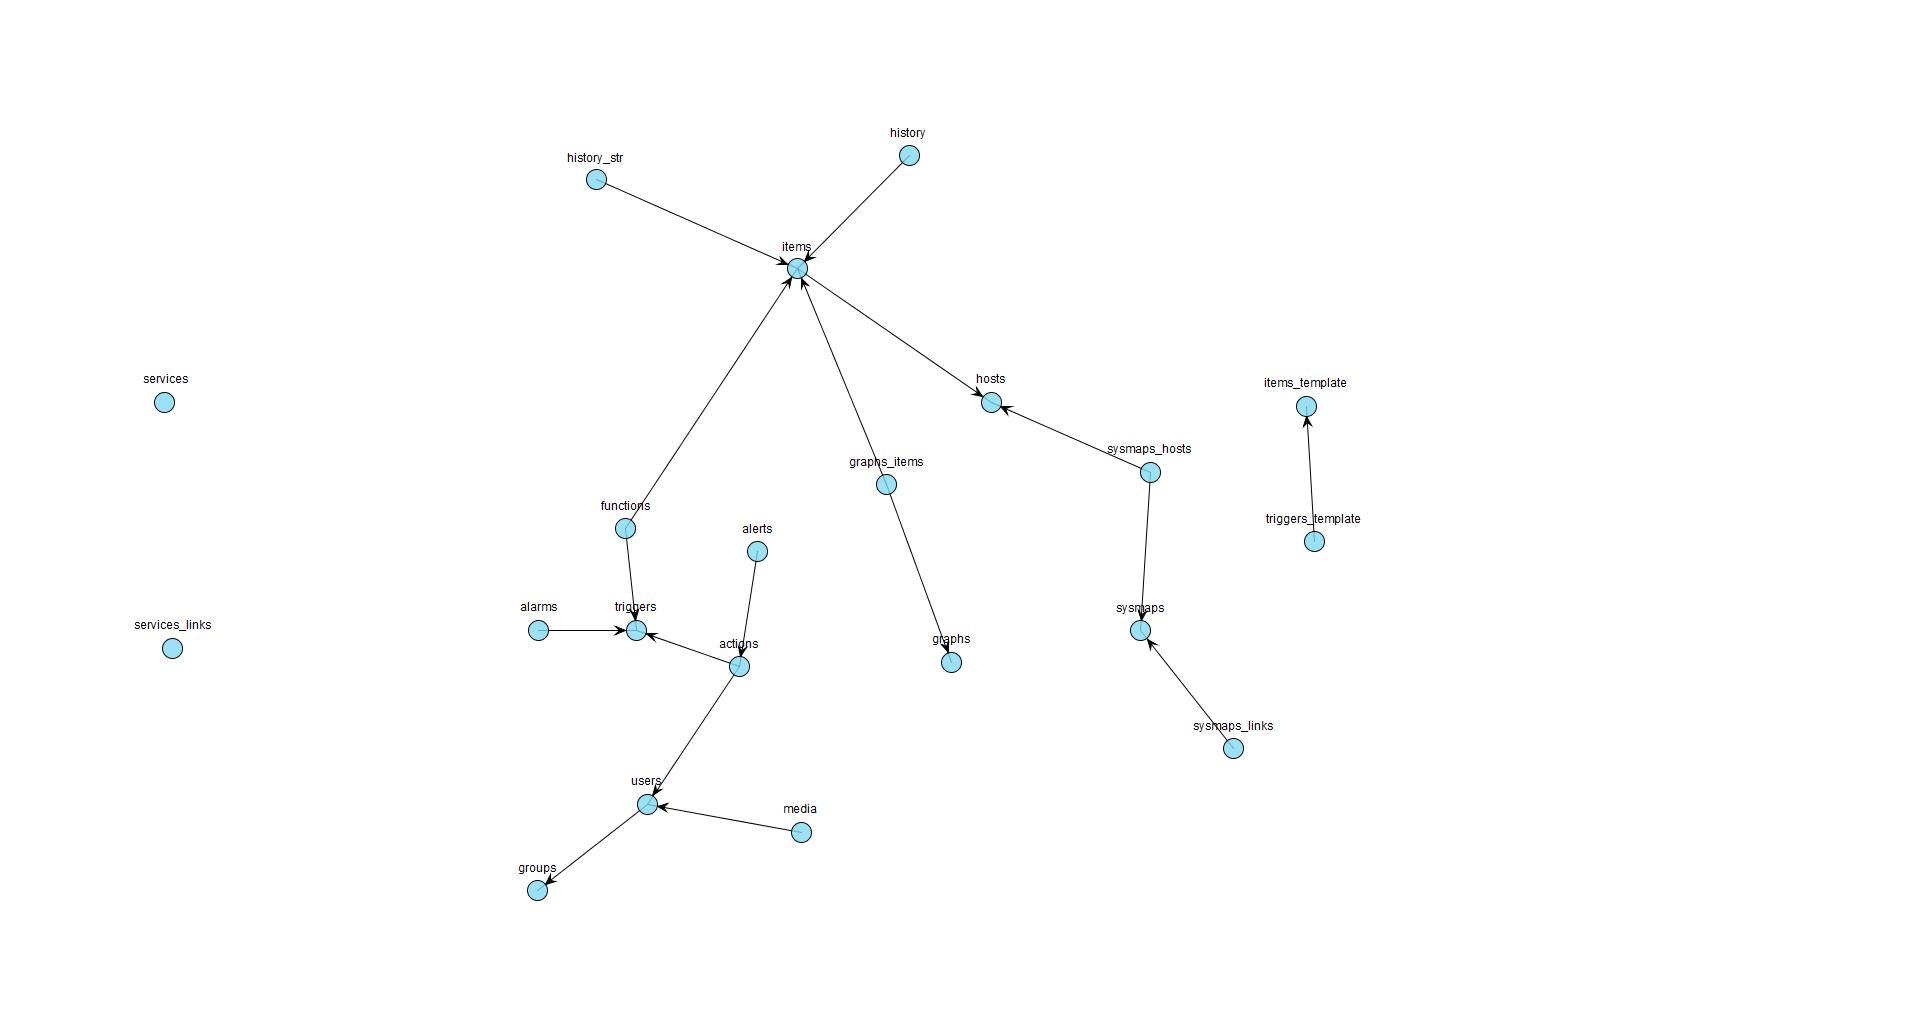 history
history_str
items
services
hosts
items_template
sysmaps_hosts
graphs_items
functions
triggers_template
alerts
alarms
triggers
sysmaps
services_links
graphs
actions
sysmaps_links
users
media
groups